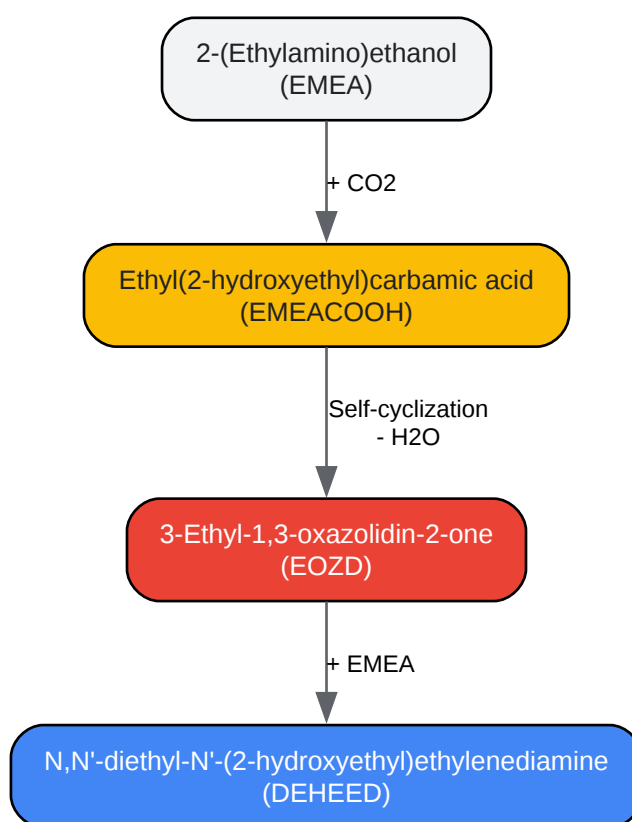 2-(Ethylamino)ethanol
(EMEA)
+ CO2
Ethyl(2-hydroxyethyl)carbamic acid
(EMEACOOH)
Self-cyclization
- H2O
3-Ethyl-1,3-oxazolidin-2-one
(EOZD)
+ EMEA
N,N'-diethyl-N'-(2-hydroxyethyl)ethylenediamine
(DEHEED)